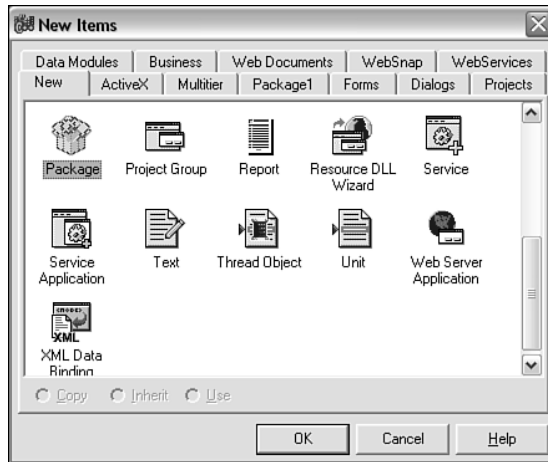 New Items
Data Modules Business Web Documents WebSnap WebServices
New ActiveX Multitier Package1 Forms Dialogs Projects
Package Project Group Report Resource DLL Wizard Service
Service Application Text Thread Object Unit Web Server Application
<nodes>
XML
XML Data Binding
Copy Inherit Use
OK Cancel Help